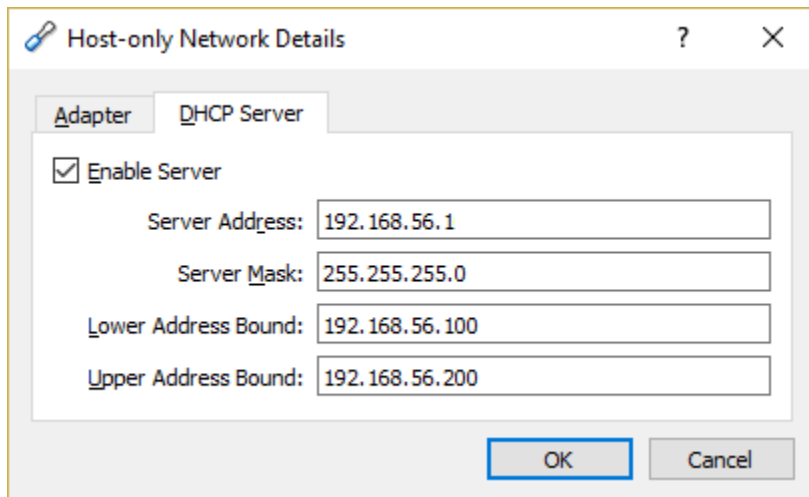 Host-only Network Details ?
Adapter DHCP Server
Enable Server
Server Address: 192.168.56.1
Server Mask: 255.255.255.0
Lower Address Bound: 192.168.56.100
Upper Address Bound: 192.168.56.200
OK Cancel